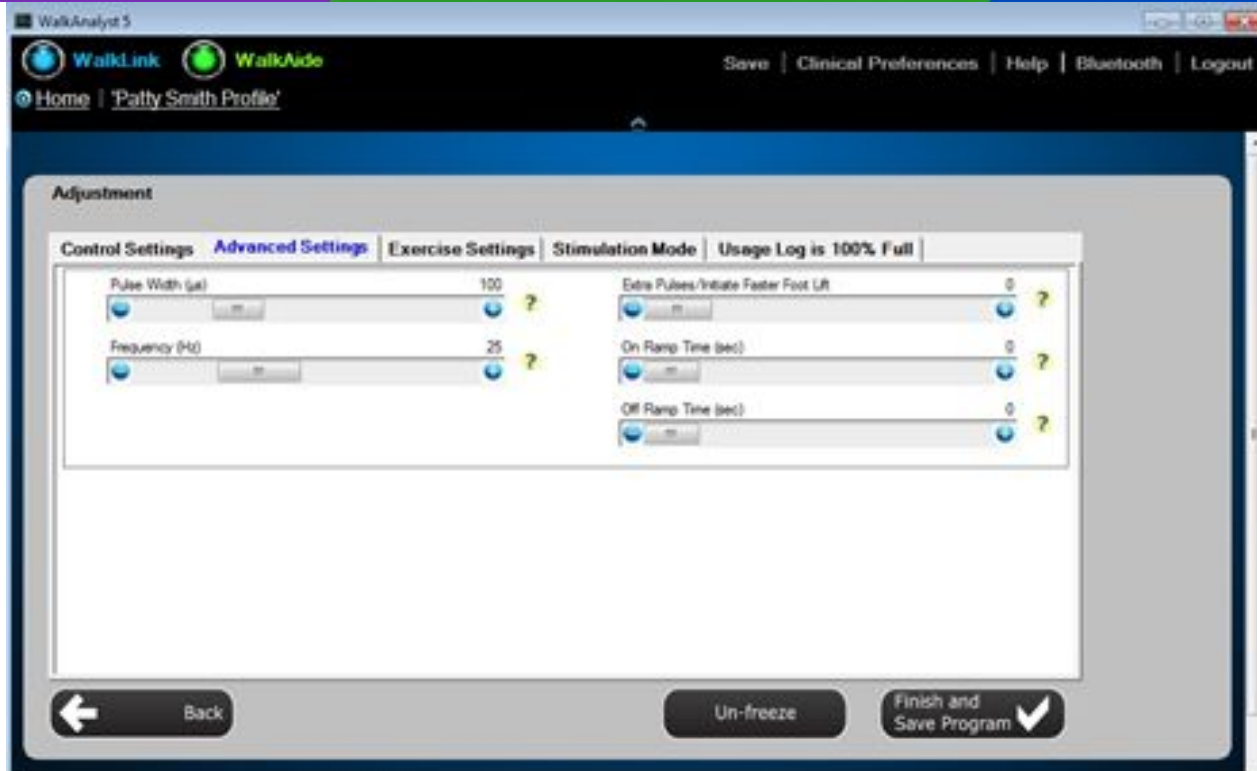 WalkAnalyst 5
WalkLink WalkAide
Save | Clinical Preferences | Help | Bluetooth | Logout
Home | 'Patty Smith Profile'
Adjustment
Control Settings Advanced Settings Exercise Settings Stimulation Mode Usage Log is 100% Full
Pulse Width (µs) 100 ?
Extra Pulses/Initiate Faster Foot Lift 0 ?
Frequency (Hz) 25 ?
On Ramp Time (sec) 0 ?
Off Ramp Time (sec) 0 ?
Back
Un-freeze
Finish and
Save Program